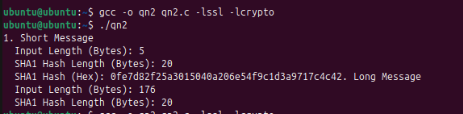 ubuntu@ubuntu:~$ gcc -o qn2 qn2.c -lssl -lcrypto
ubuntu@ubuntu:~$ ./qn2
1. Short Message
Input Length (Bytes): 5
SHA1 Hash Length (Bytes): 20
SHA1 Hash (Hex): 0fe7d82f25a3015040a206e54f9c1d3a9717c4c42. Long Message
Input Length (Bytes): 176
SHA1 Hash Length (Bytes): 20